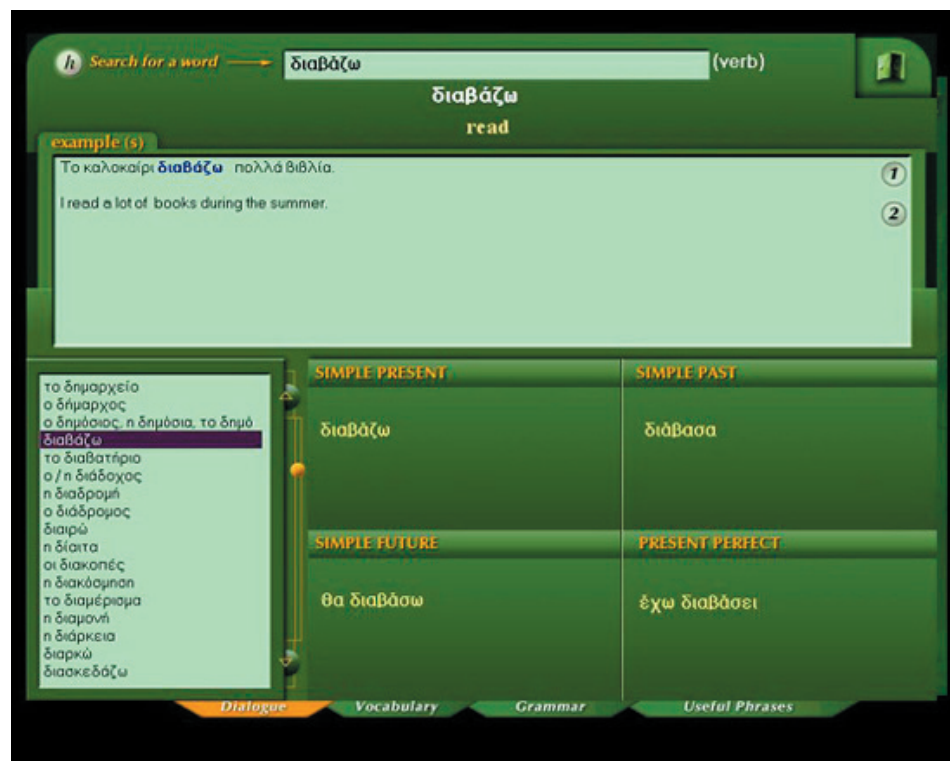 h Search for a word διαβάζω (verb)
διαβάζω
read
example (s)
Το καλοκαίρι διαβάζω πολλά βιβλία.
I read a lot of books during the summer.
1
2
το δημαρχείο
ο δήμαρχος
ο δημόσιος, η δημόσια, το δημό
διαβάζω
το διαβατήριο
ο / η διάδοχος
η διαδρομή
ο διάδρομος
διαιρώ
η δίαιτα
οι διακοπές
η διακόσμηση
το διαμέρισμα
η διαμονή
η διάρκεια
διαρκώ
διασκεδάζω
SIMPLE PRESENT
διαβάζω
SIMPLE PAST
διάβασα
SIMPLE FUTURE
θα διαβάσω
PRESENT PERFECT
έχω διαβάσει
Dialogue Vocabulary Grammar Useful Phrases